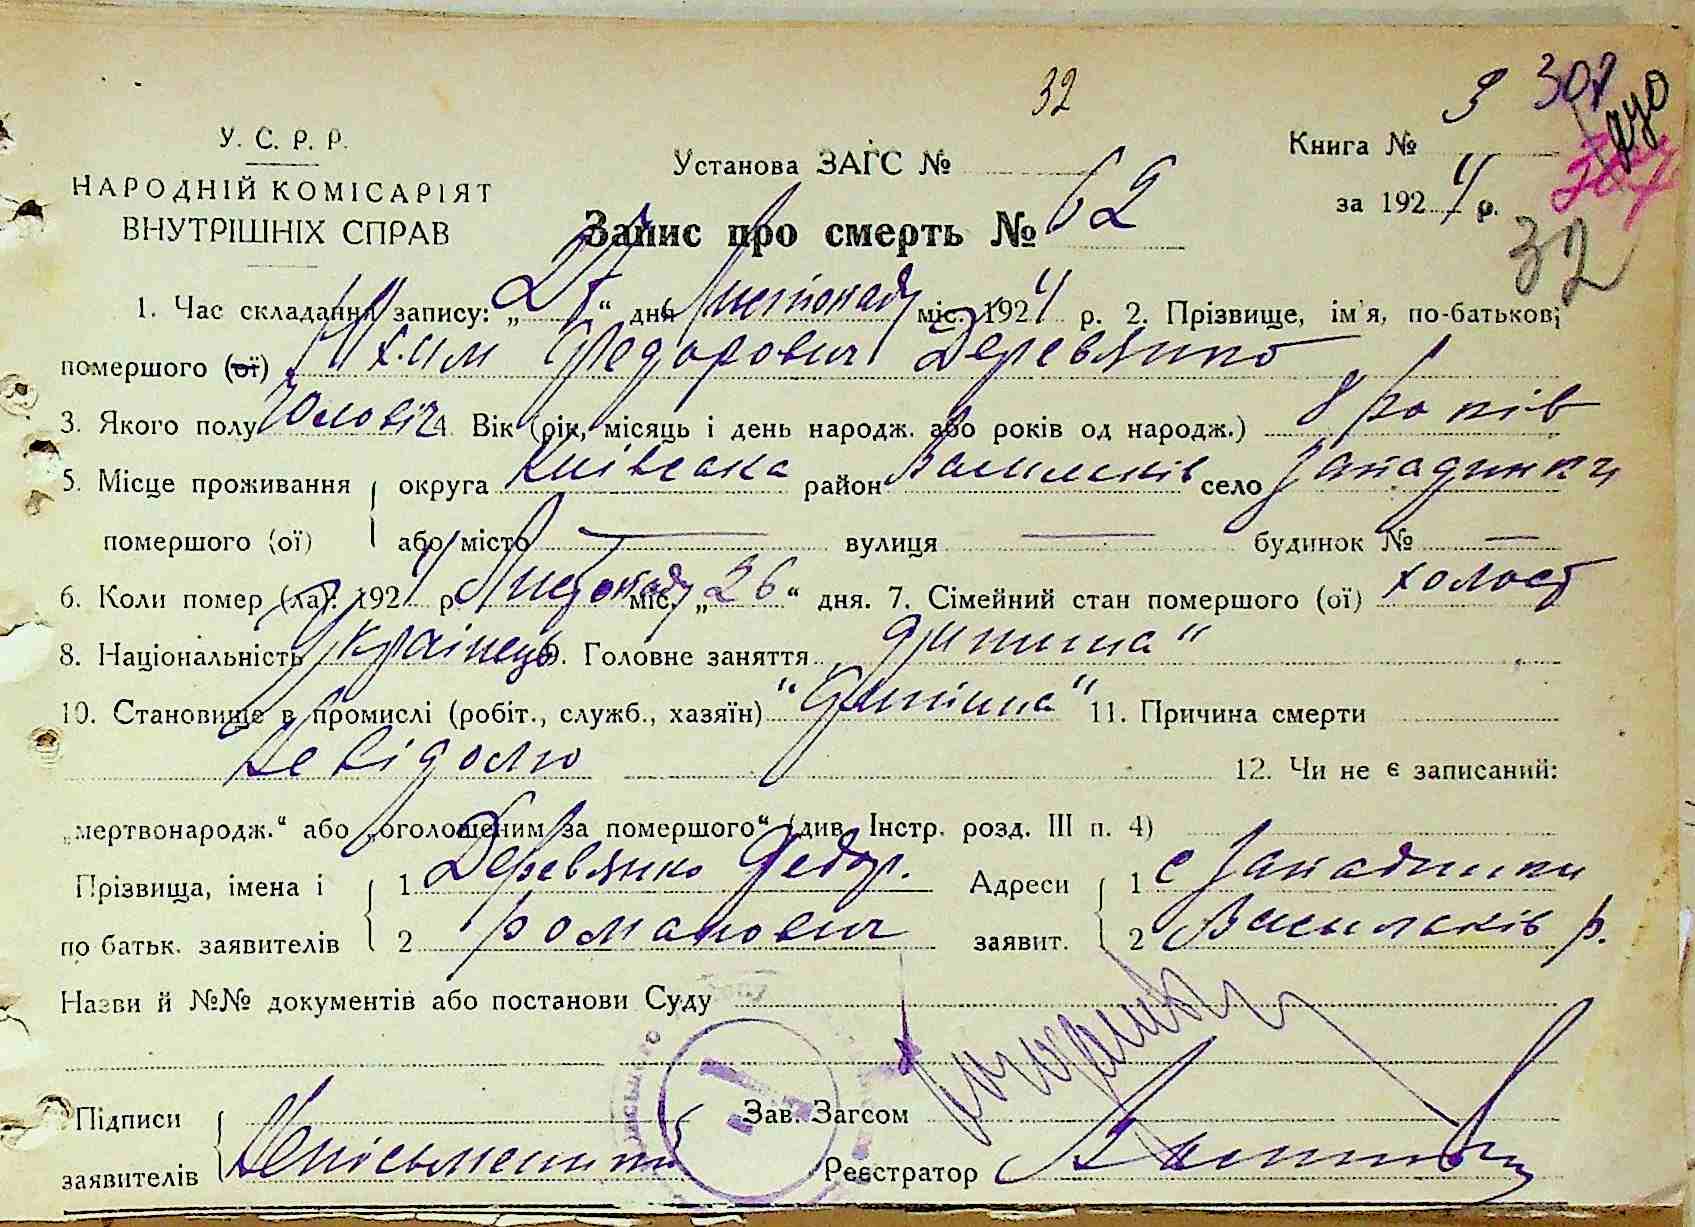 32
3 302
У. С. Р. Р.
НАРОДНІЙ КОМІСАРІЯТ
ВНУТРІШНІХ СПРАВ
Установа ЗАГС №
Книга №
за 1924 р.
32
Запис про смерть № 69
1. Час складання запису: „27“ дня Листопаду міс. 1924 р. 2. Прізвище, ім'я, по-батькові
помершого (ої) Юхим Федорович Деревянко
3. Якого полу чоловіч 4. Вік (рік, місяць і день народж. або років од народж.) 8 років
5. Місце проживання округа Київська район Васильків село Западинки
помершого (ої) або місто — вулиця — будинок № —
6. Коли помер (ла): 1924 р. Листопаду міс. „26“ дня. 7. Сімейний стан помершого (ої) холост
8. Національність Українець 9. Головне заняття „дитина“
10. Становище в промислі (робіт., служб., хазяїн) "Дитина" 11. Причина смерти
Невідомо 12. Чи не є записаний:
„мертвонародж.“ або „оголошеним за помершого“ (див. Інстр. розд. III п. 4)
Прізвища, імена і 1 Деревянко Федор. Адреси 1 с Западинки
по батьк. заявителів 2 Романович заявит. 2 Васильків р.
Назви й №№ документів або постанови Суду
Підписи Зав. Загсом
заявителів Неписьменний Реєстратор